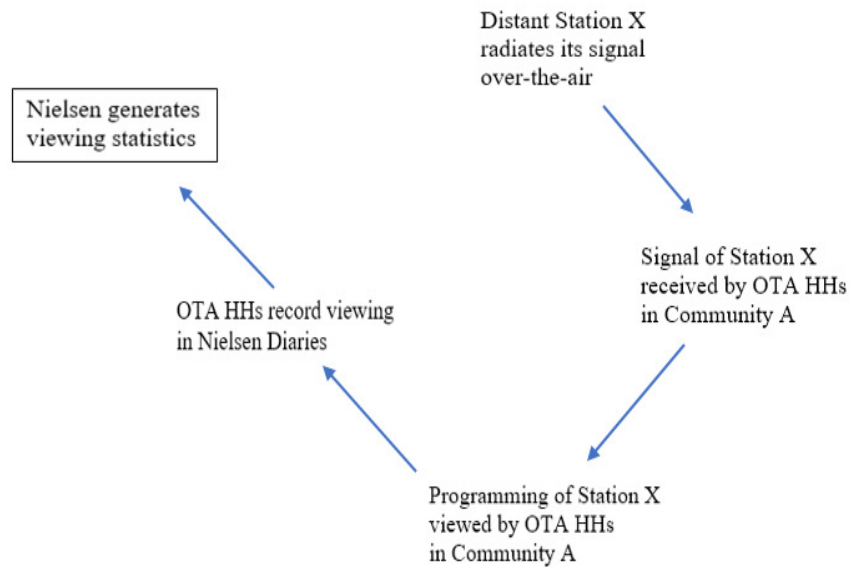 Distant Station X
radiates its signal
over-the-air
Signal of Station X
received by OTA HHs
in Community A
Programming of Station X
viewed by OTA HHs
in Community A
OTA HHs record viewing
in Nielsen Diaries
Nielsen generates
viewing statistics